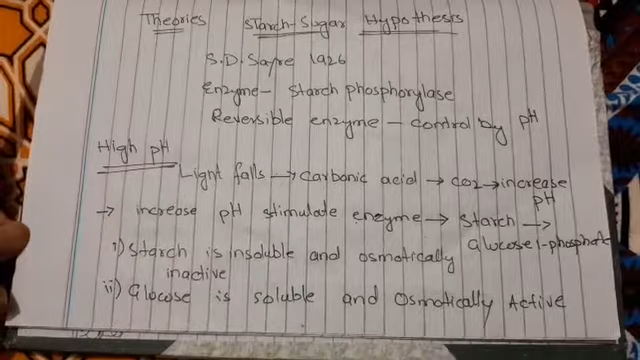 Theories Starch-Sugar Hypothesis
S.D. Sayre 1926
Enzyme- Starch phosphorylase
Reversible enzyme - control by pH
High pH
Light falls → carbonic acid → CO2 → increase
pH
→ increase pH stimulate enzyme → starch →
Glucose 1-phosphate
i) Starch is insoluble and osmotically
inactive
ii) Glocose is soluble and Osmotically Active